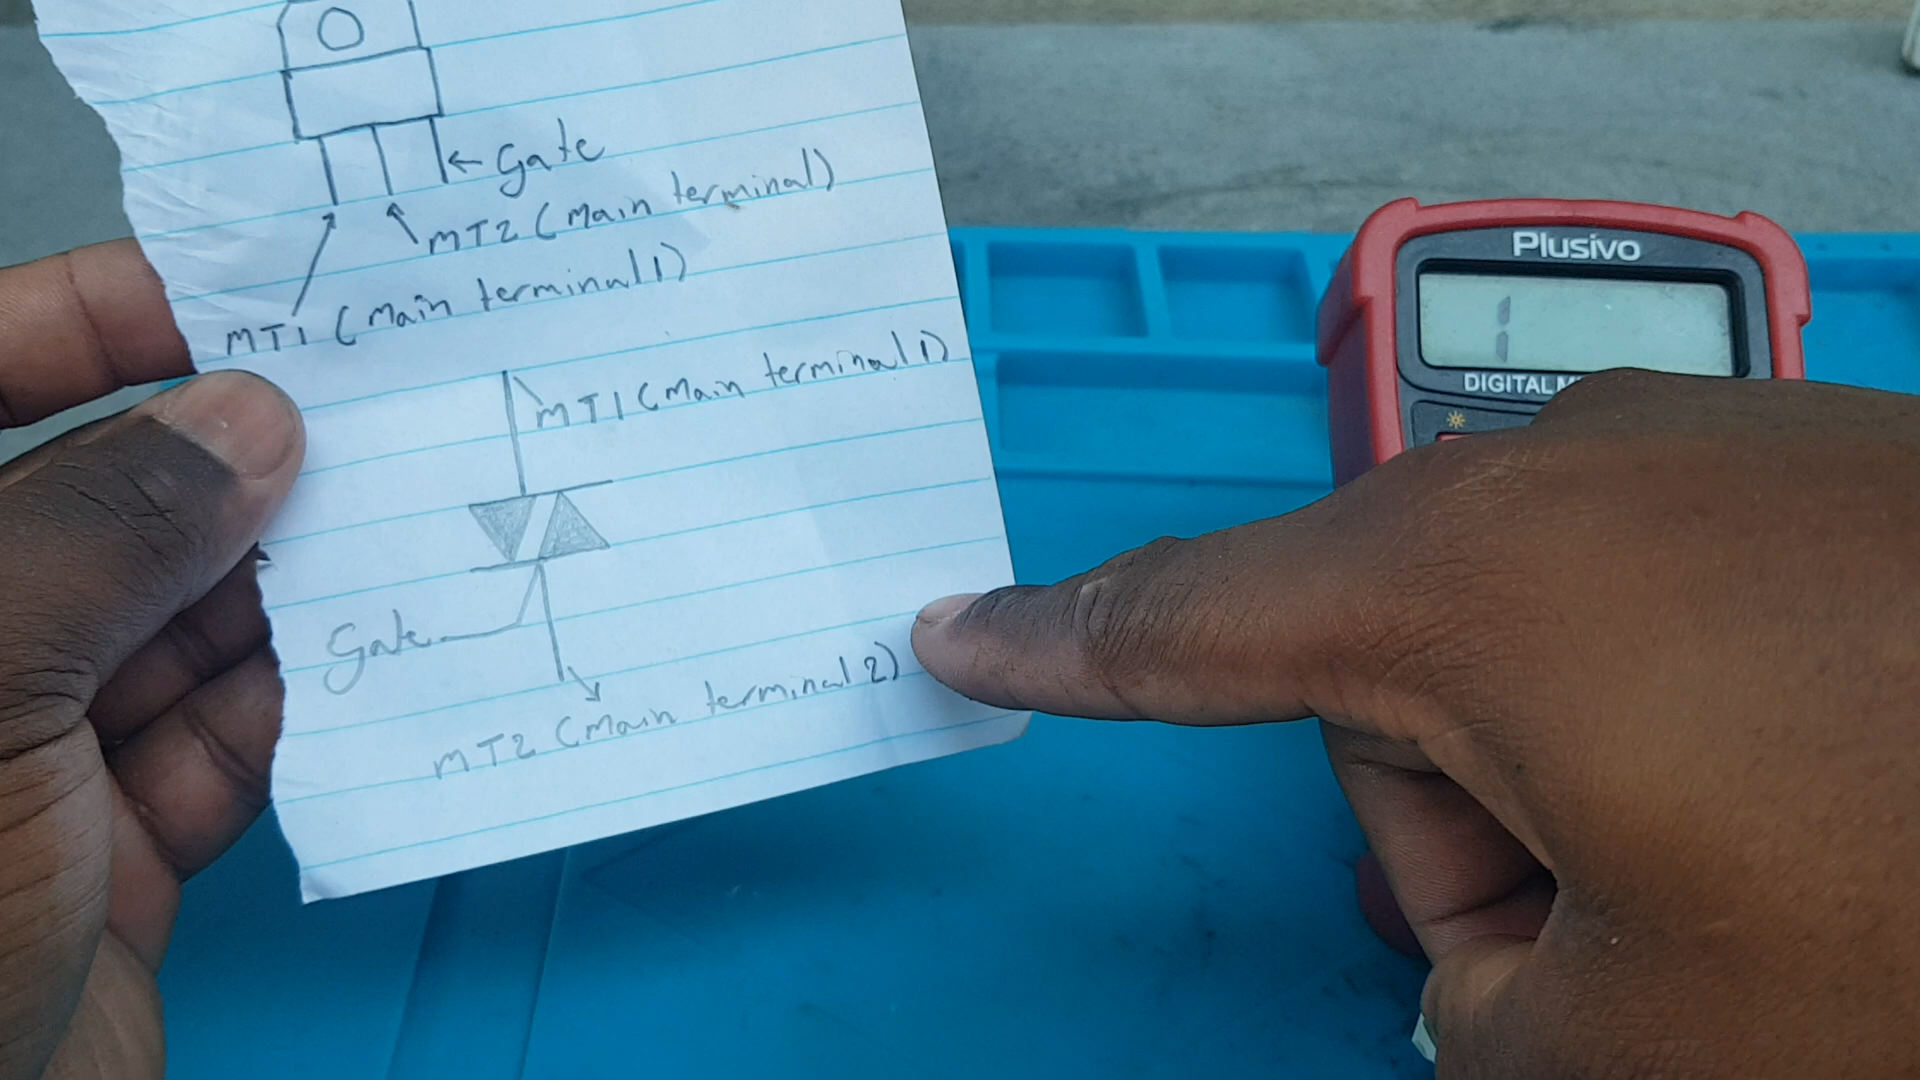 Gate
MT2 (Main terminal)
MT1 (Main terminal 1)
MT1 (Main terminal 1)
Gate
MT2 (Main terminal 2)
Plusivo
1
DIGITAL